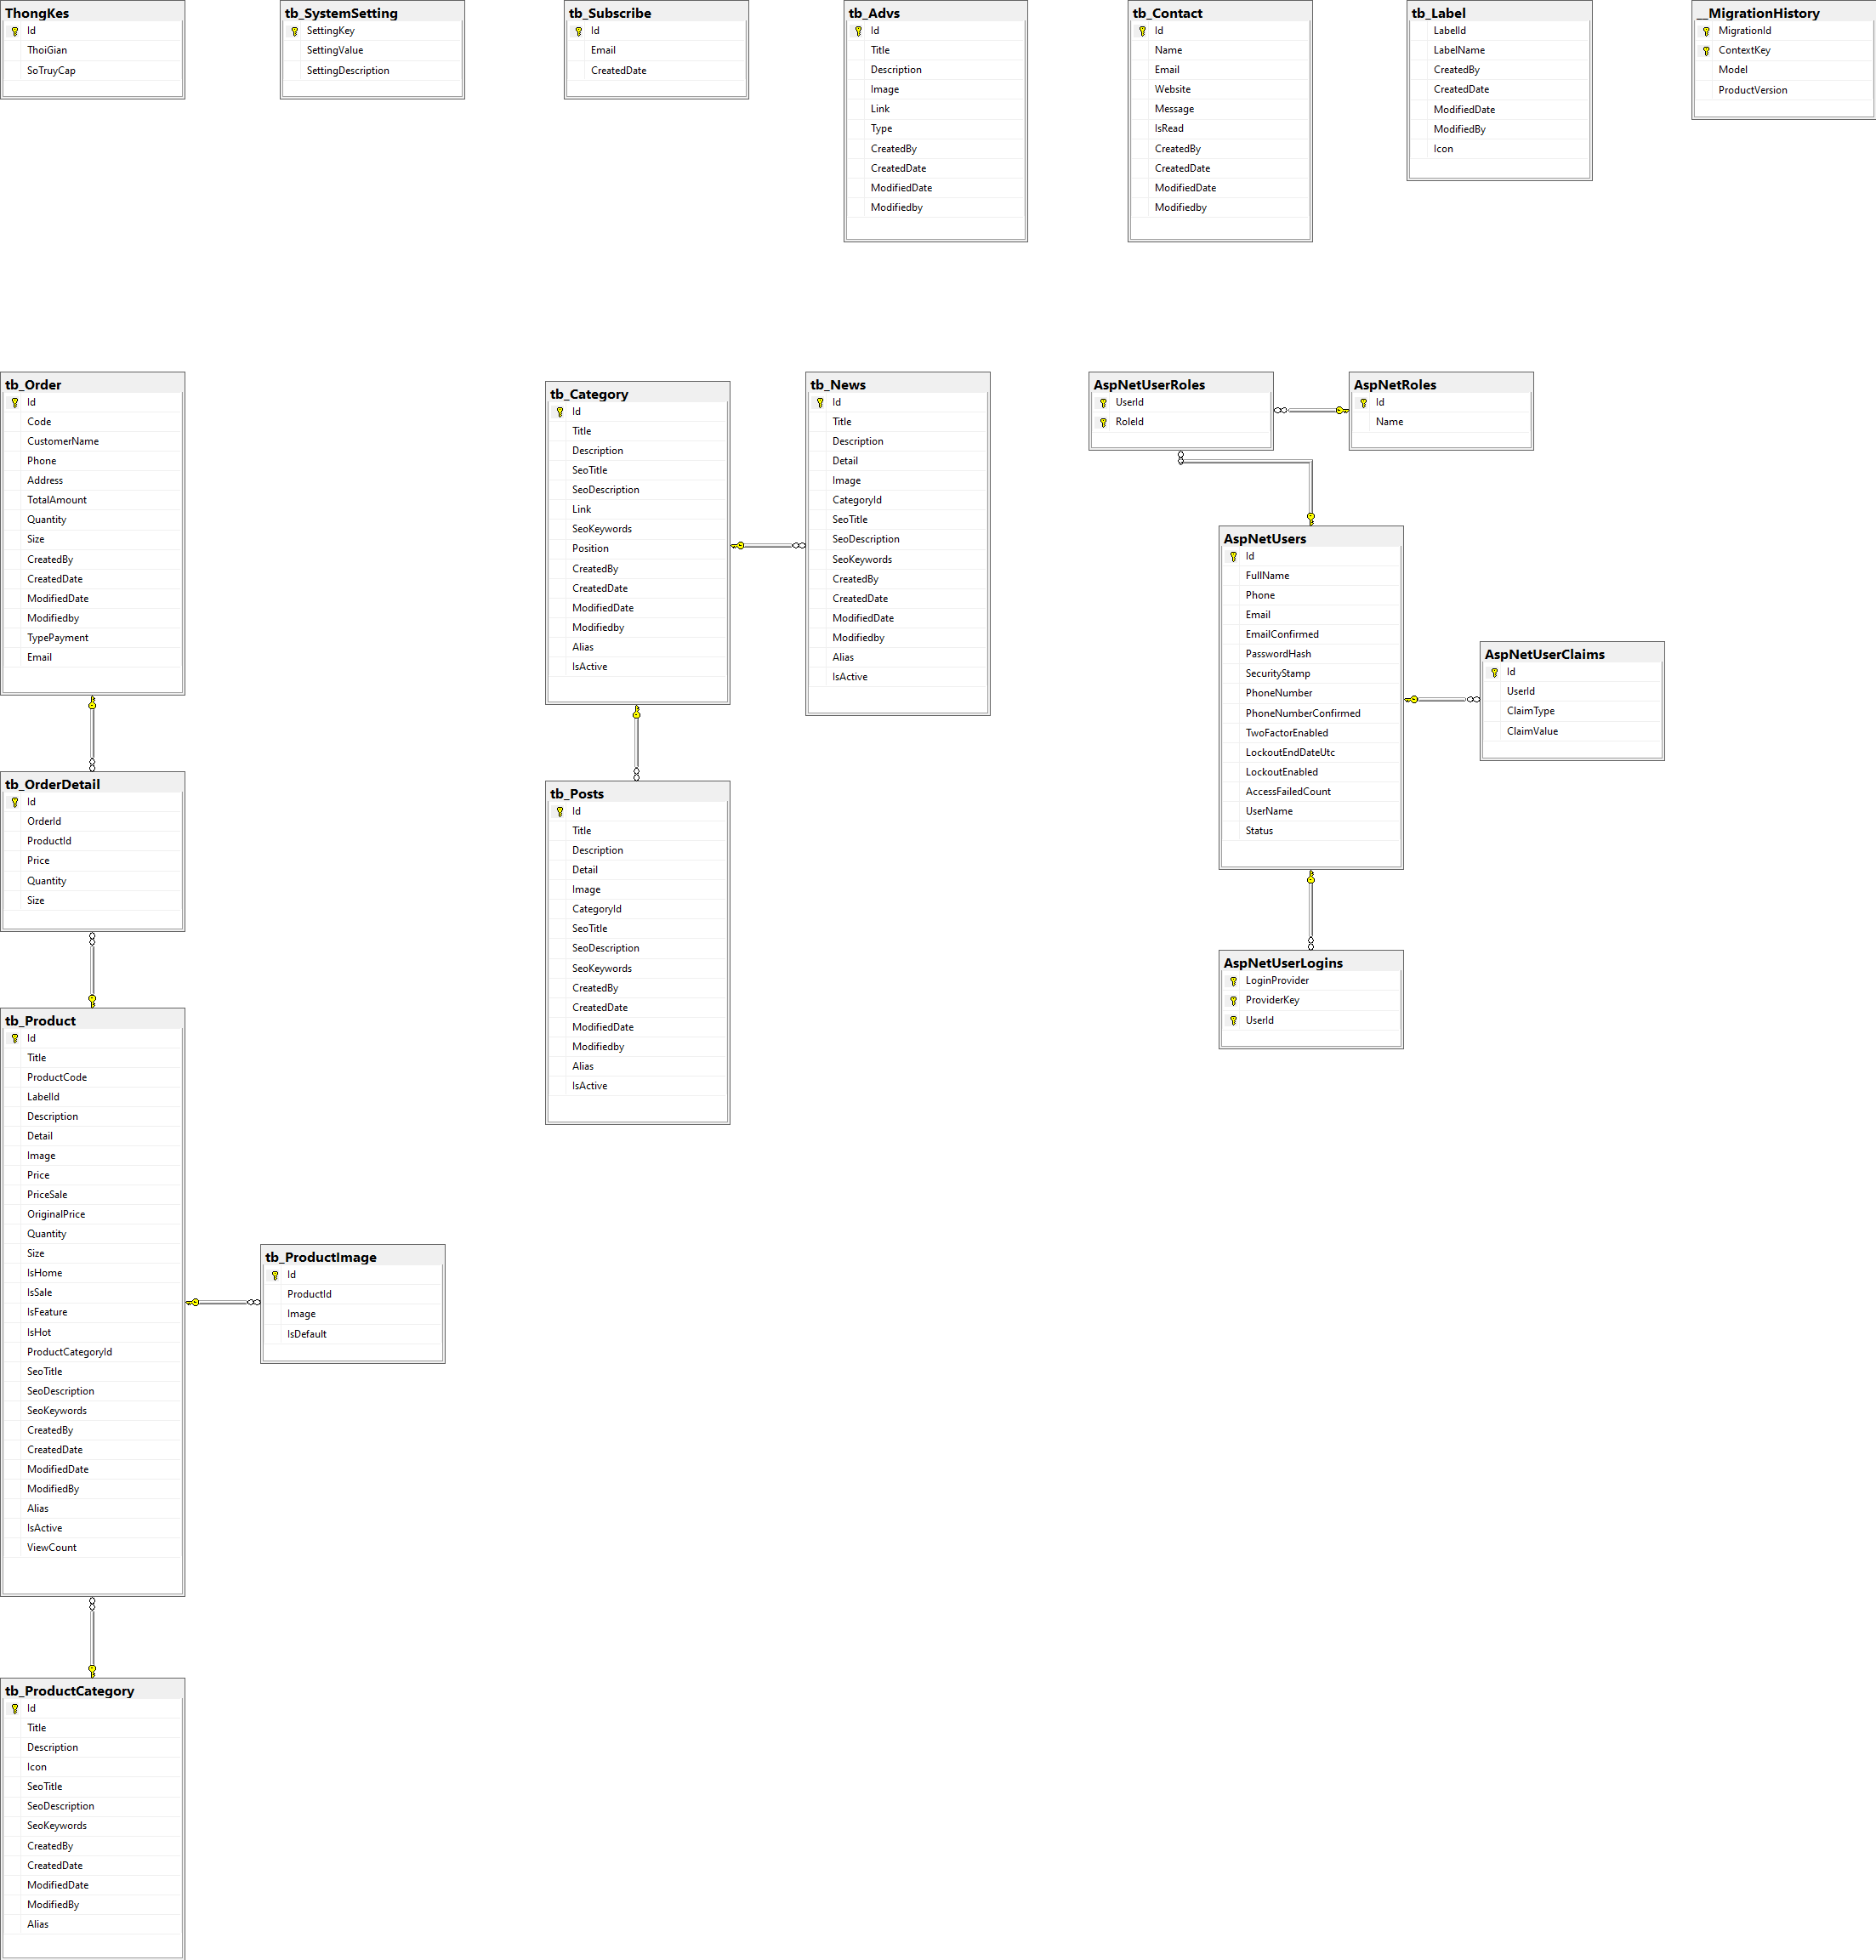 ThongKes
Id
ThoiGian
SoTruyCap
tb_SystemSetting
SettingKey
SettingValue
SettingDescription
tb_Subscribe
Id
Email
CreatedDate
tb_Advs
Id
Title
Description
Image
Link
Type
CreatedBy
CreatedDate
ModifiedDate
Modifiedby
tb_Contact
Id
Name
Email
Website
Message
IsRead
CreatedBy
CreatedDate
ModifiedDate
Modifiedby
tb_Label
LabelId
LabelName
CreatedBy
CreatedDate
ModifiedDate
ModifiedBy
Icon
__MigrationHistory
MigrationId
ContextKey
Model
ProductVersion
tb_Order
Id
Code
CustomerName
Phone
Address
TotalAmount
Quantity
Size
CreatedBy
CreatedDate
ModifiedDate
Modifiedby
TypePayment
Email
tb_OrderDetail
Id
OrderId
ProductId
Price
Quantity
Size
tb_Product
Id
Title
ProductCode
LabelId
Description
Detail
Image
Price
PriceSale
OriginalPrice
Quantity
Size
IsHome
IsSale
IsFeature
IsHot
ProductCategoryId
SeoTitle
SeoDescription
SeoKeywords
CreatedBy
CreatedDate
ModifiedDate
ModifiedBy
Alias
IsActive
ViewCount
tb_ProductImage
Id
ProductId
Image
IsDefault
tb_ProductCategory
Id
Title
Description
Icon
SeoTitle
SeoDescription
SeoKeywords
CreatedBy
CreatedDate
ModifiedDate
ModifiedBy
Alias
tb_Category
Id
Title
Description
SeoTitle
SeoDescription
Link
SeoKeywords
Position
CreatedBy
CreatedDate
ModifiedDate
Modifiedby
Alias
IsActive
tb_News
Id
Title
Description
Detail
Image
CategoryId
SeoTitle
SeoDescription
SeoKeywords
CreatedBy
CreatedDate
ModifiedDate
Modifiedby
Alias
IsActive
tb_Posts
Id
Title
Description
Detail
Image
CategoryId
SeoTitle
SeoDescription
SeoKeywords
CreatedBy
CreatedDate
ModifiedDate
Modifiedby
Alias
IsActive
AspNetUserRoles
UserId
RoleId
AspNetRoles
Id
Name
AspNetUsers
Id
FullName
Phone
Email
EmailConfirmed
PasswordHash
SecurityStamp
PhoneNumber
PhoneNumberConfirmed
TwoFactorEnabled
LockoutEndDateUtc
LockoutEnabled
AccessFailedCount
UserName
Status
AspNetUserClaims
Id
UserId
ClaimType
ClaimValue
AspNetUserLogins
LoginProvider
ProviderKey
UserId